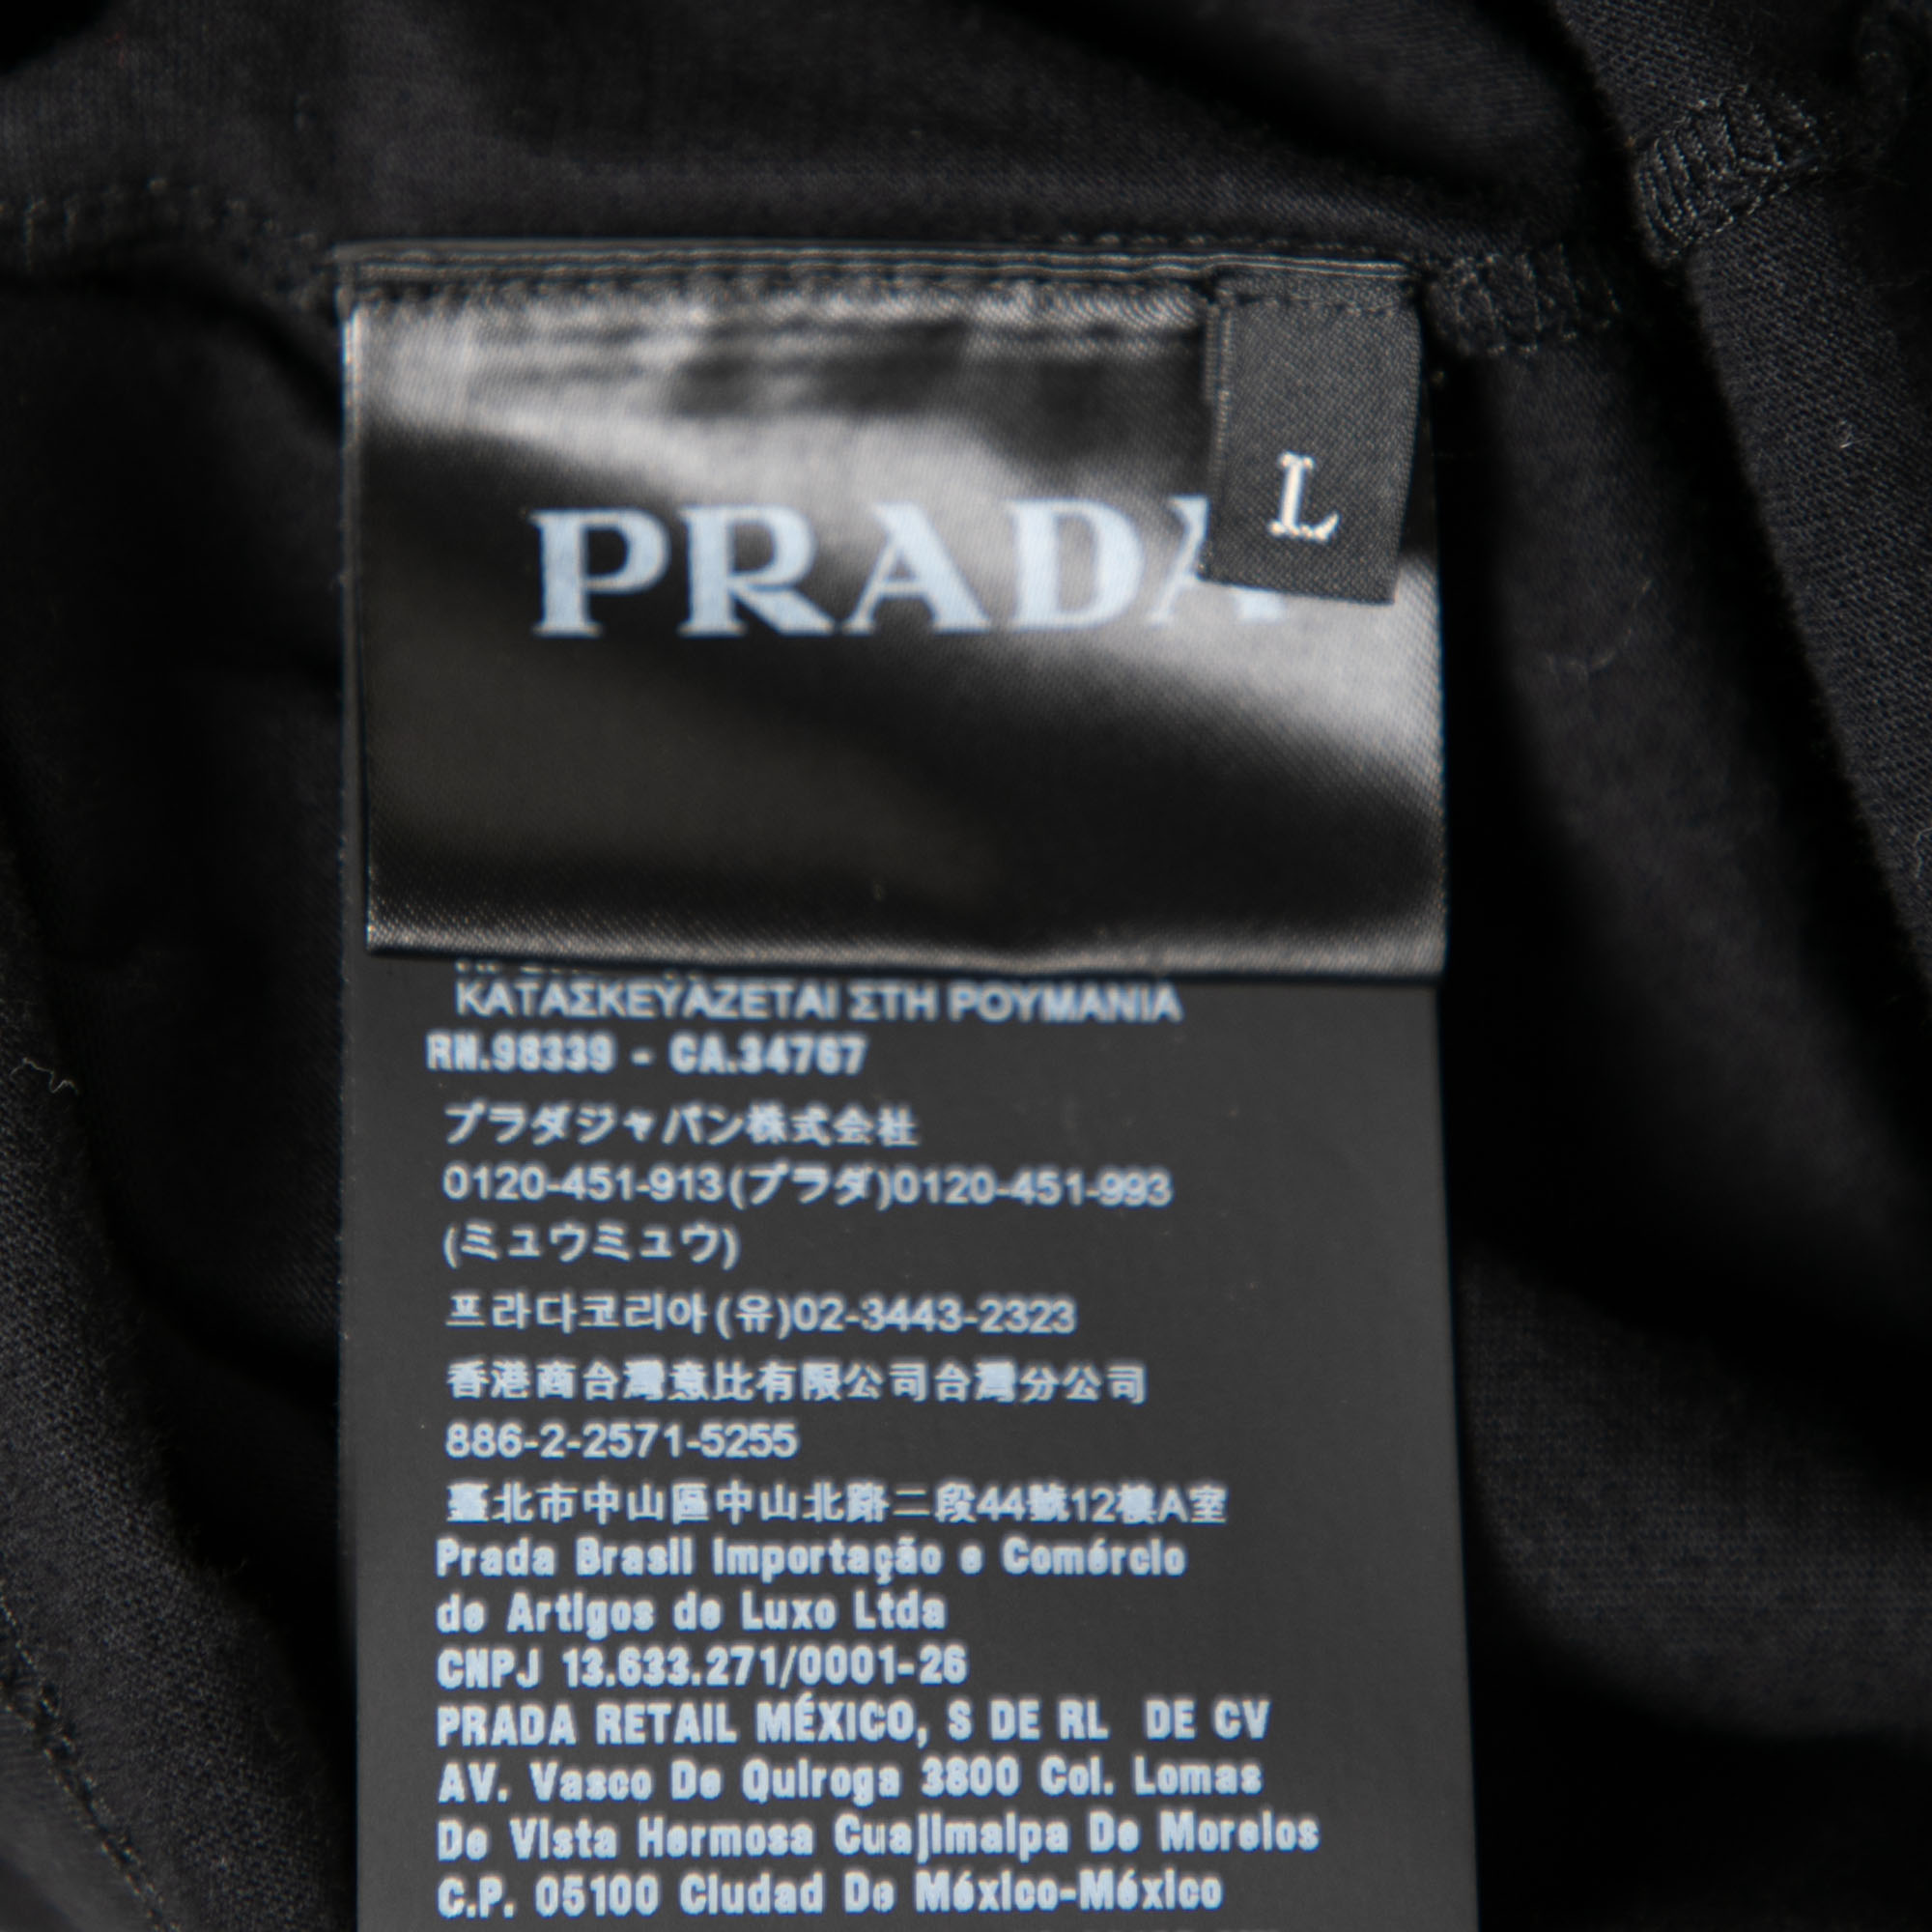 PRADA
L
ΚΑΤΑΣΚΕΥΆΖΕΤΑΙ ΣΤΗ ΡΟΥΜΑΝΙΑ
RN.98339 - CA.34767
プラダジャパン株式会社
0120-451-913(プラダ)0120-451-993
(ミュウミュウ)
프라다코리아(유)02-3443-2323
香港商台灣意比有限公司台灣分公司
886-2-2571-5255
臺北市中山區中山北路二段44號12樓A室
Prada Brasil Importação e Comércio
de Artigos de Luxo Ltda
CNPJ 13.633.271/0001-26
PRADA RETAIL MÉXICO, S DE RL DE CV
AV. Vasco De Quiroga 3800 Col. Lomas
De Vista Hermosa Cuajimalpa De Morelos
C.P. 05100 Ciudad De México-México